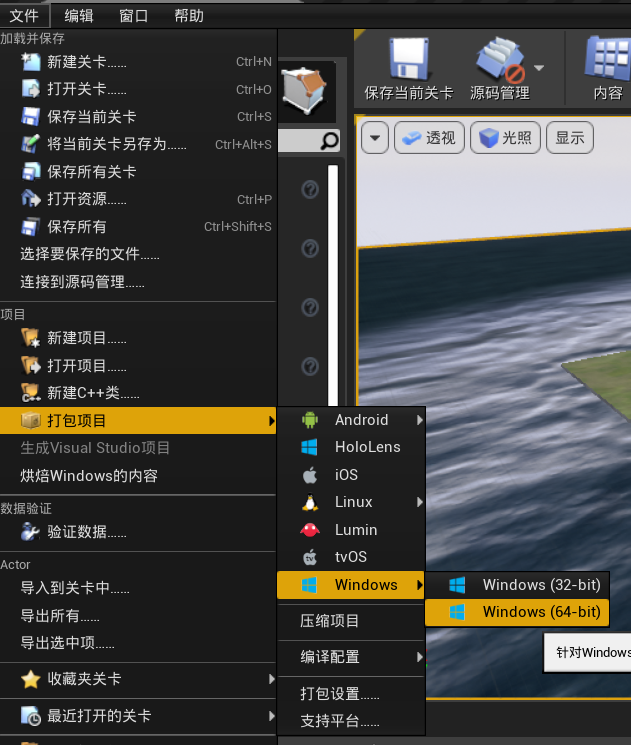 文件 编辑 窗口 帮助
加载并保存
新建关卡…… Ctrl+N
打开关卡…… Ctrl+O
保存当前关卡 Ctrl+S
将当前关卡另存为…… Ctrl+Alt+S
保存所有关卡
打开资源…… Ctrl+P
保存所有 Ctrl+Shift+S
选择要保存的文件……
连接到源码管理……
项目
新建项目……
打开项目……
新建C++类……
打包项目
生成Visual Studio项目
烘焙Windows的内容
数据验证
验证数据……
Actor
导入到关卡中……
导出所有……
导出选中项……
收藏夹关卡
最近打开的关卡
保存当前关卡 源码管理 内容
透视 光照 显示
Android
HoloLens
iOS
Linux
Lumin
tvOS
Windows
压缩项目
编译配置
打包设置……
支持平台……
Windows (32-bit)
Windows (64-bit)
针对Windows